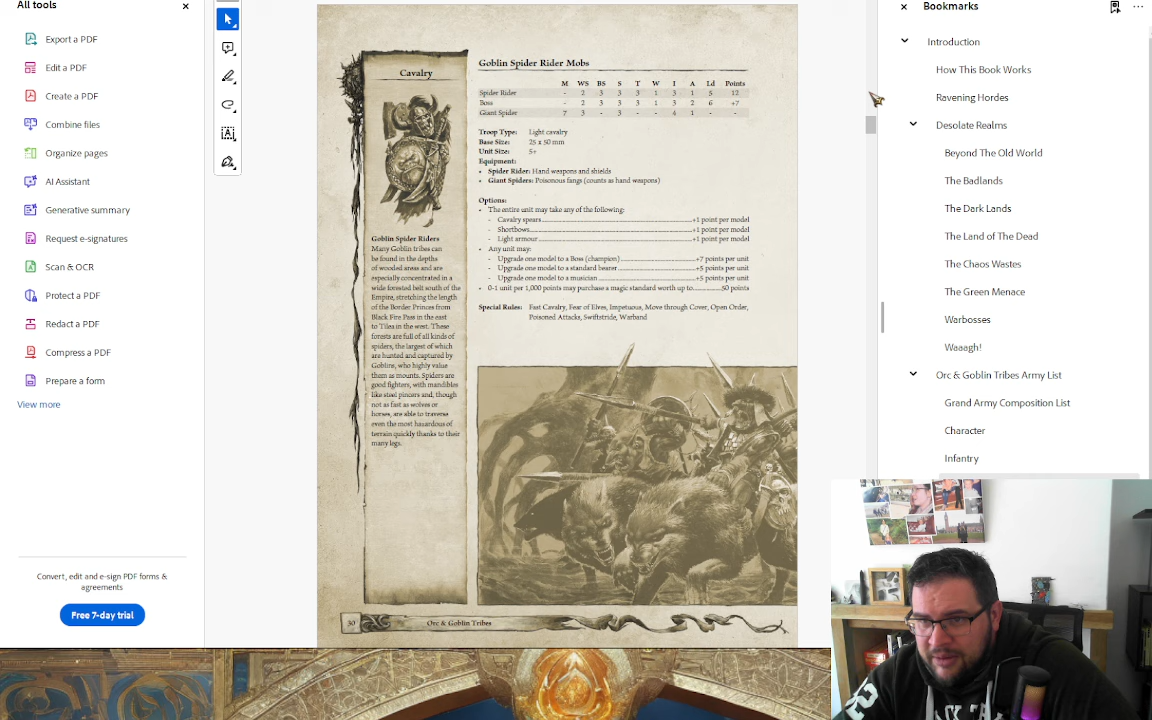 All tools
Export a PDF
Edit a PDF
Create a PDF
Combine files
Organize pages
AI Assistant
Generative summary
Request e-signatures
Scan & OCR
Protect a PDF
Redact a PDF
Compress a PDF
Prepare a form
View more
Convert, edit and e-sign PDF forms &
agreements
Free 7-day trial
Cavalry
Goblin Spider Riders
Many Goblin tribes can
be found in the depths
of wooded areas and are
especially concentrated in a
wide forested belt south of the
Empire, stretching the length
of the Border Princes from
Black Fire Pass in the east
to Tilea in the west. These
forests are full of all kinds of
spiders, the largest of which
are hunted and captured by
Goblins, who highly value
them as mounts. Spiders are
good fighters, with mandibles
like steel pincers and, though
not as fast as wolves or
horses, are able to traverse
even the most hazardous of
terrain quickly thanks to their
many legs.
Goblin Spider Rider Mobs
M WS BS S T W I A Ld Points
Spider Rider - 2 3 3 3 1 3 1 5 12
Boss - 2 3 3 3 1 3 2 6 +7
Giant Spider 7 3 - 3 - - 4 1 - -
Troop Type: Light cavalry
Base Size: 25 x 50 mm
Unit Size: 5+
Equipment:
• Spider Rider: Hand weapons and shields
• Giant Spiders: Poisonous fangs (counts as hand weapons)
Options:
• The entire unit may take any of the following:
- Cavalry spears +1 point per model
- Shortbows +1 point per model
- Light armour +1 point per model
• Any unit may:
- Upgrade one model to a Boss (champion) +7 points per unit
- Upgrade one model to a standard bearer +5 points per unit
- Upgrade one model to a musician +5 points per unit
• 0-1 unit per 1,000 points may purchase a magic standard worth up to 50 points
Special Rules: Fast Cavalry, Fear of Elves, Impetuous, Move through Cover, Open Order,
Poisoned Attacks, Swiftstride, Warband
30 Orc & Goblin Tribes
Bookmarks
Introduction
How This Book Works
Ravening Hordes
Desolate Realms
Beyond The Old World
The Badlands
The Dark Lands
The Land of The Dead
The Chaos Wastes
The Green Menace
Warbosses
Waaagh!
Orc & Goblin Tribes Army List
Grand Army Composition List
Character
Infantry